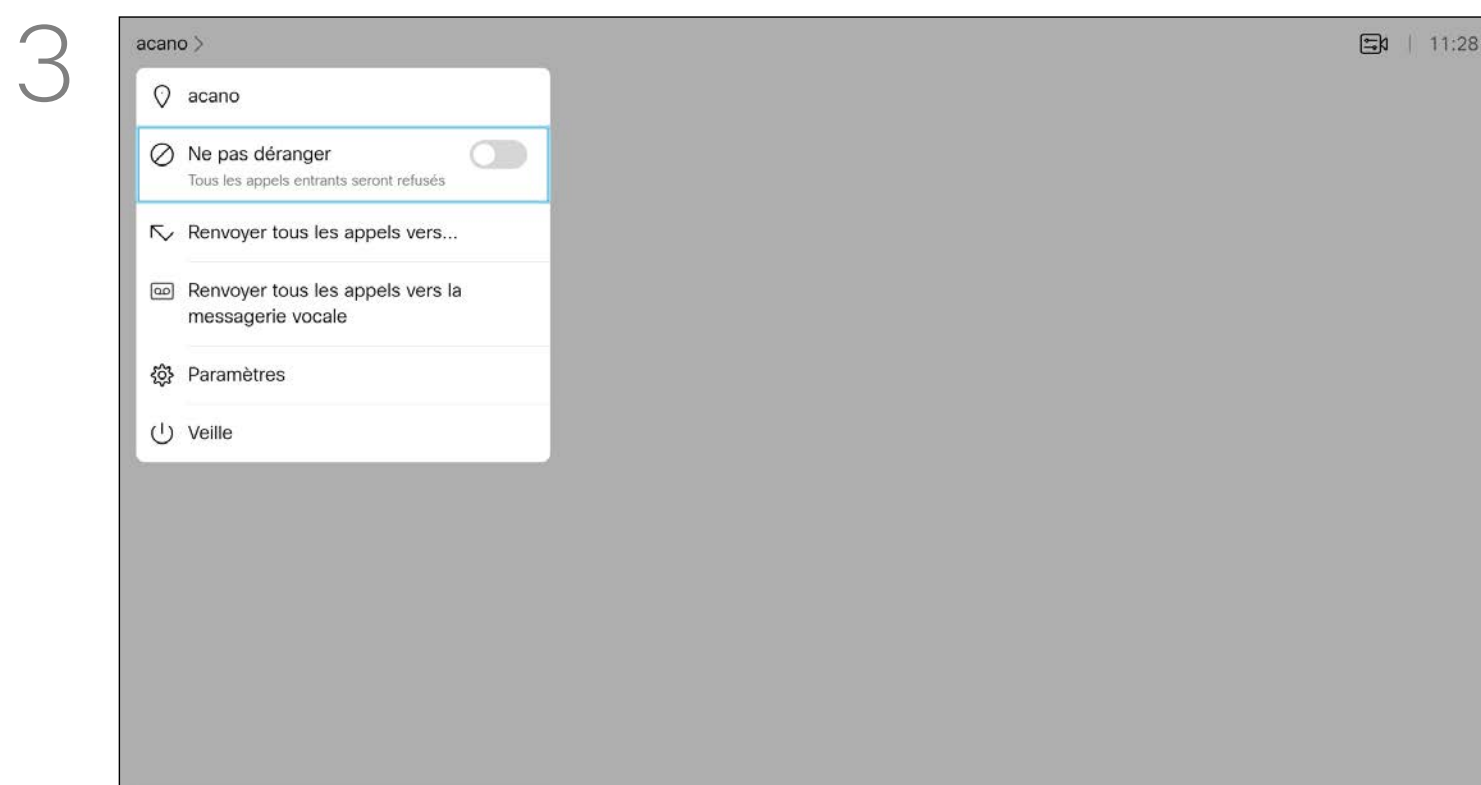 3
acano >
11:28
acano
Ne pas déranger
Tous les appels entrants seront refusés
Renvoyer tous les appels vers...
Renvoyer tous les appels vers la
messagerie vocale
Paramètres
Veille